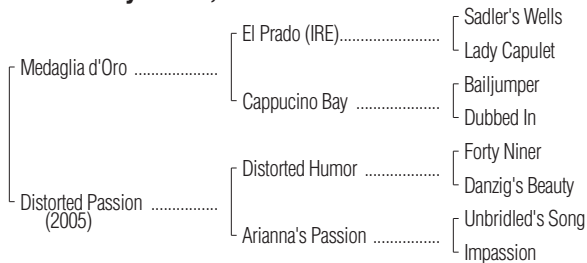 Sadler's Wells
El Prado (IRE)....................
Lady Capulet
Medaglia d'Oro ...................
Bailjumper
Cappucino Bay ...................
Dubbed In
Forty Niner
Distorted Humor .................
Danzig's Beauty
Distorted Passion ...............
(2005)
Unbridled's Song
Arianna's Passion ...............
Impassion